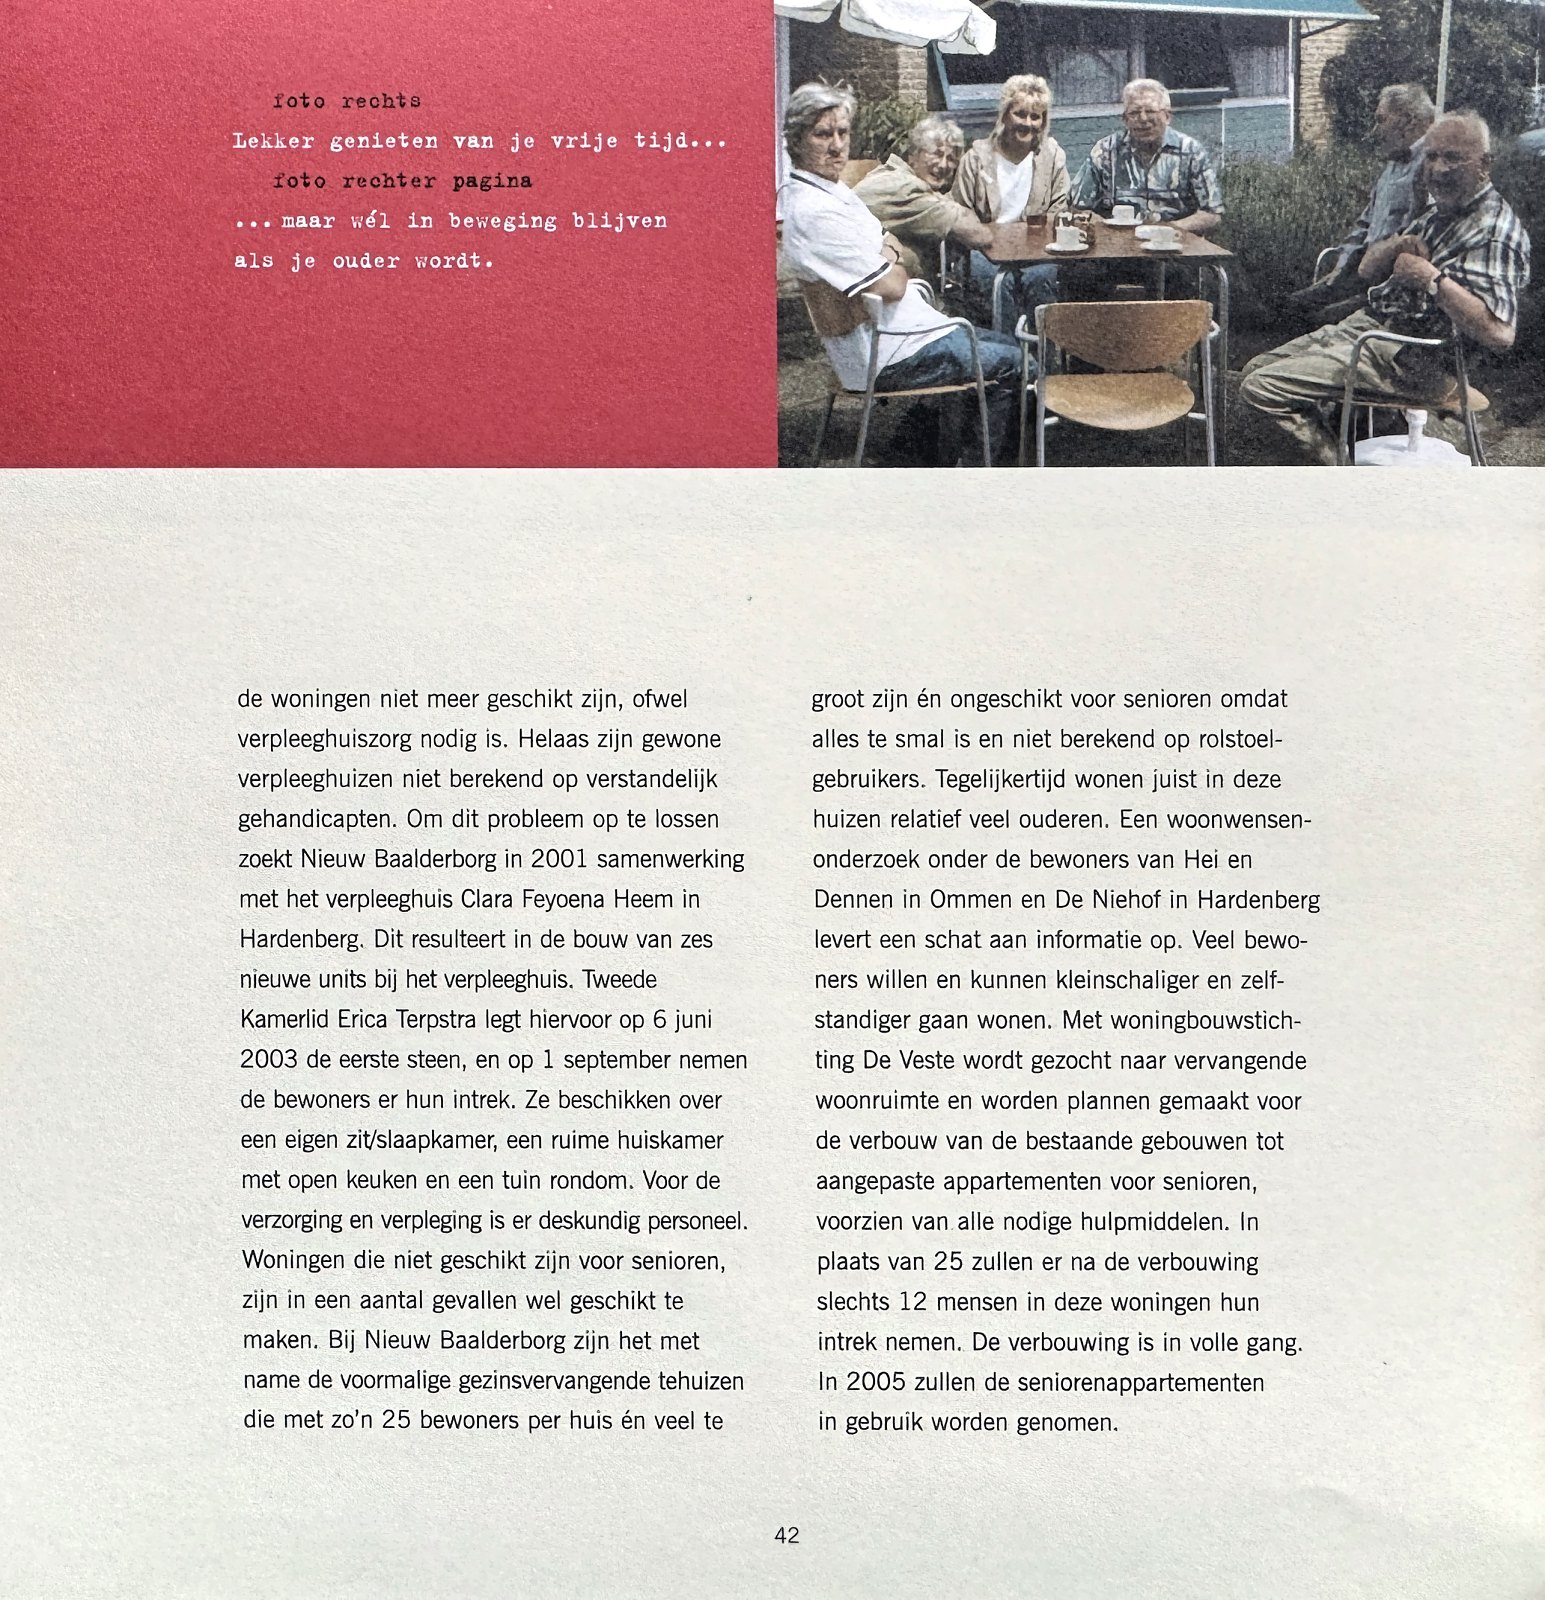 foto rechts
Lekker genieten van je vrije tijd...
foto rechter pagina
...maar wél in beweging blijven
als je ouder wordt.
de woningen niet meer geschikt zijn, ofwel
verpleeghuiszorg nodig is. Helaas zijn gewone
verpleeghuizen niet berekend op verstandelijk
gehandicapten. Om dit probleem op te lossen
zoekt Nieuw Baalderborg in 2001 samenwerking
met het verpleeghuis Clara Feyoena Heem in
Hardenberg. Dit resulteert in de bouw van zes
nieuwe units bij het verpleeghuis. Tweede
Kamerlid Erica Terpstra legt hiervoor op 6 juni
2003 de eerste steen, en op 1 september nemen
de bewoners er hun intrek. Ze beschikken over
een eigen zit/slaapkamer, een ruime huiskamer
met open keuken en een tuin rondom. Voor de
verzorging en verpleging is er deskundig personeel.
Woningen die niet geschikt zijn voor senioren,
zijn in een aantal gevallen wel geschikt te
maken. Bij Nieuw Baalderborg zijn het met
name de voormalige gezinsvervangende tehuizen
die met zo'n 25 bewoners per huis én veel te
groot zijn én ongeschikt voor senioren omdat
alles te smal is en niet berekend op rolstoel-
gebruikers. Tegelijkertijd wonen juist in deze
huizen relatief veel ouderen. Een woonwensen-
onderzoek onder de bewoners van Hei en
Dennen in Ommen en De Niehof in Hardenberg
levert een schat aan informatie op. Veel bewo-
ners willen en kunnen kleinschaliger en zelf-
standiger gaan wonen. Met woningbouwstich-
ting De Veste wordt gezocht naar vervangende
woonruimte en worden plannen gemaakt voor
de verbouw van de bestaande gebouwen tot
aangepaste appartementen voor senioren,
voorzien van alle nodige hulpmiddelen. In
plaats van 25 zullen er na de verbouwing
slechts 12 mensen in deze woningen hun
intrek nemen. De verbouwing is in volle gang.
In 2005 zullen de seniorenappartementen
in gebruik worden genomen.
42